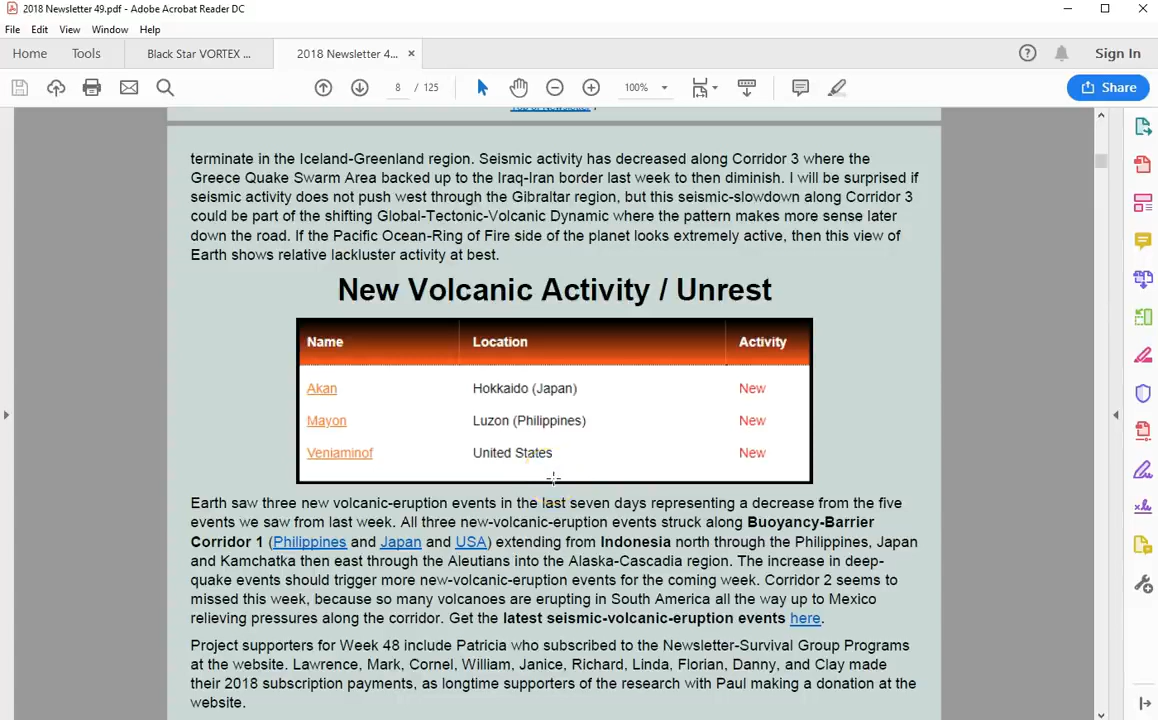 2018 Newsletter 49.pdf - Adobe Acrobat Reader DC
File Edit View Window Help
Home Tools Black Star VORTEX ... 2018 Newsletter 4... × Sign In
8 / 125 100% Share
Top of Newsletter
terminate in the Iceland-Greenland region. Seismic activity has decreased along Corridor 3 where the
Greece Quake Swarm Area backed up to the Iraq-Iran border last week to then diminish. I will be surprised if
seismic activity does not push west through the Gibraltar region, but this seismic-slowdown along Corridor 3
could be part of the shifting Global-Tectonic-Volcanic Dynamic where the pattern makes more sense later
down the road. If the Pacific Ocean-Ring of Fire side of the planet looks extremely active, then this view of
Earth shows relative lackluster activity at best.
New Volcanic Activity / Unrest
Name Location Activity
Akan Hokkaido (Japan) New
Mayon Luzon (Philippines) New
Veniaminof United States New
Earth saw three new volcanic-eruption events in the last seven days representing a decrease from the five
events we saw from last week. All three new-volcanic-eruption events struck along Buoyancy-Barrier
Corridor 1 (Philippines and Japan and USA) extending from Indonesia north through the Philippines, Japan
and Kamchatka then east through the Aleutians into the Alaska-Cascadia region. The increase in deep-
quake events should trigger more new-volcanic-eruption events for the coming week. Corridor 2 seems to
missed this week, because so many volcanoes are erupting in South America all the way up to Mexico
relieving pressures along the corridor. Get the latest seismic-volcanic-eruption events here.
Project supporters for Week 48 include Patricia who subscribed to the Newsletter-Survival Group Programs
at the website. Lawrence, Mark, Cornel, William, Janice, Richard, Linda, Florian, Danny, and Clay made
their 2018 subscription payments, as longtime supporters of the research with Paul making a donation at the
website.